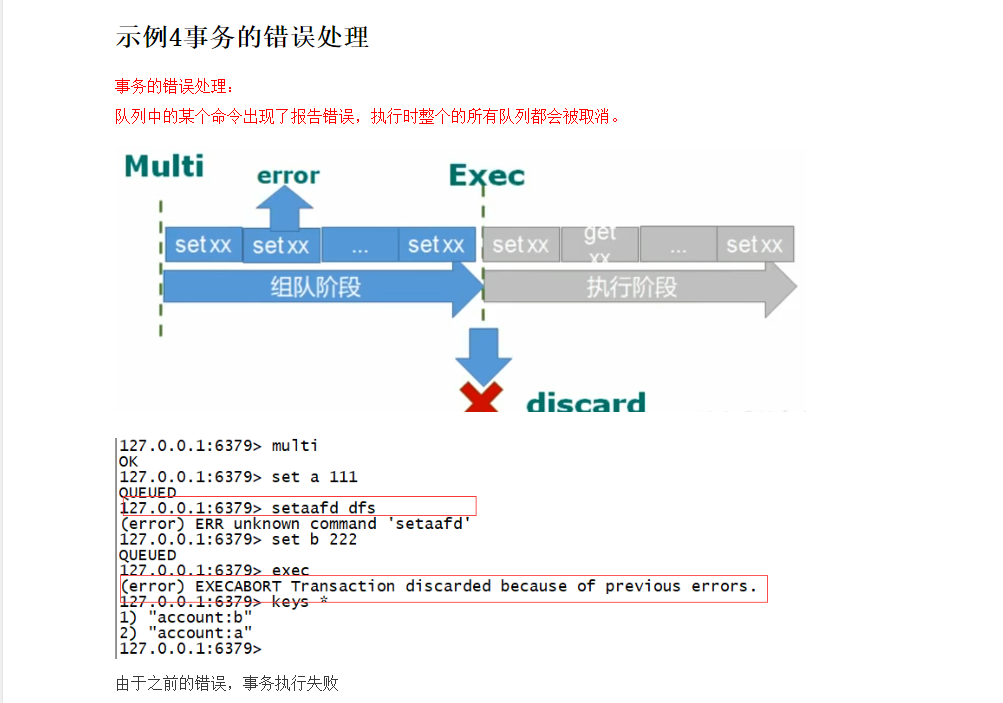 示例4事务的错误处理
事务的错误处理：
队列中的某个命令出现了报告错误，执行时整个的所有队列都会被取消。
Multi
error
Exec
set xx
set xx
...
set xx
set xx
get xx
...
set xx
组队阶段
执行阶段
discard
127.0.0.1:6379> multi
OK
127.0.0.1:6379> set a 111
QUEUED
127.0.0.1:6379> setaafd dfs
(error) ERR unknown command 'setaafd'
127.0.0.1:6379> set b 222
QUEUED
127.0.0.1:6379> exec
(error) EXECABORT Transaction discarded because of previous errors.
127.0.0.1:6379> keys *
1) "account:b"
2) "account:a"
127.0.0.1:6379>
由于之前的错误，事务执行失败